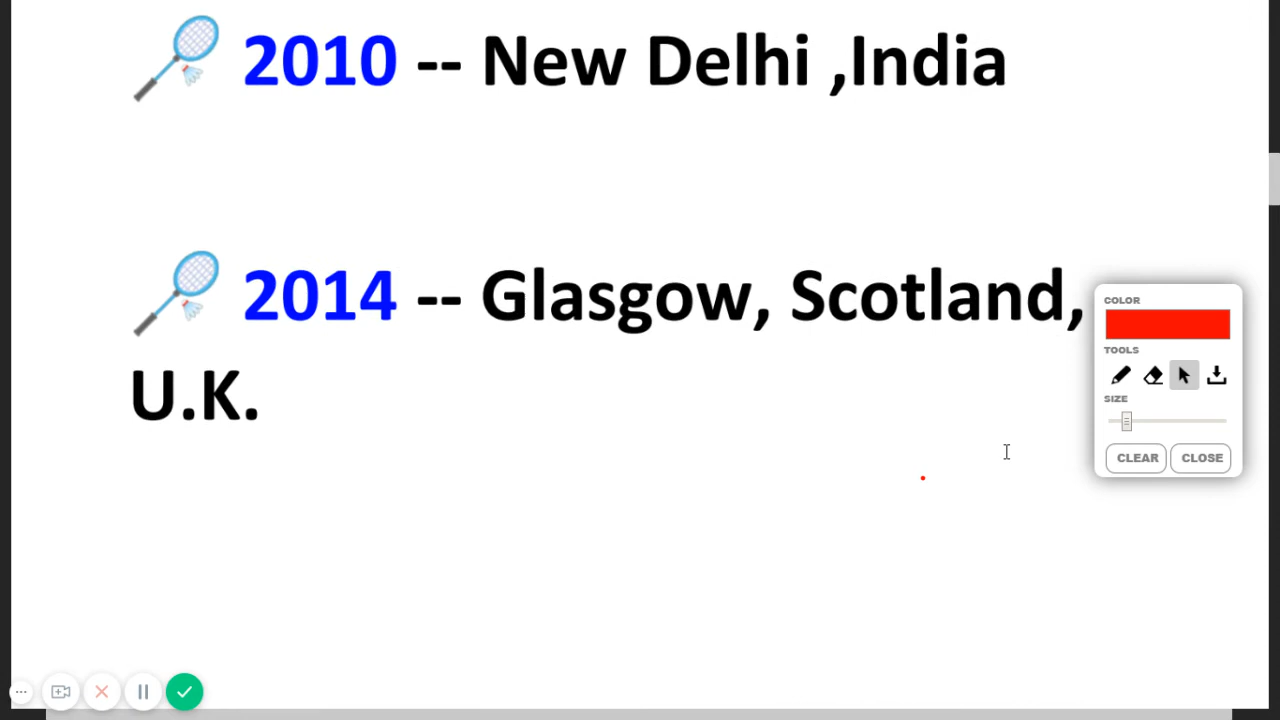 2010 -- New Delhi ,India
2014 -- Glasgow, Scotland,
U.K.
COLOR
TOOLS
SIZE
CLEAR CLOSE